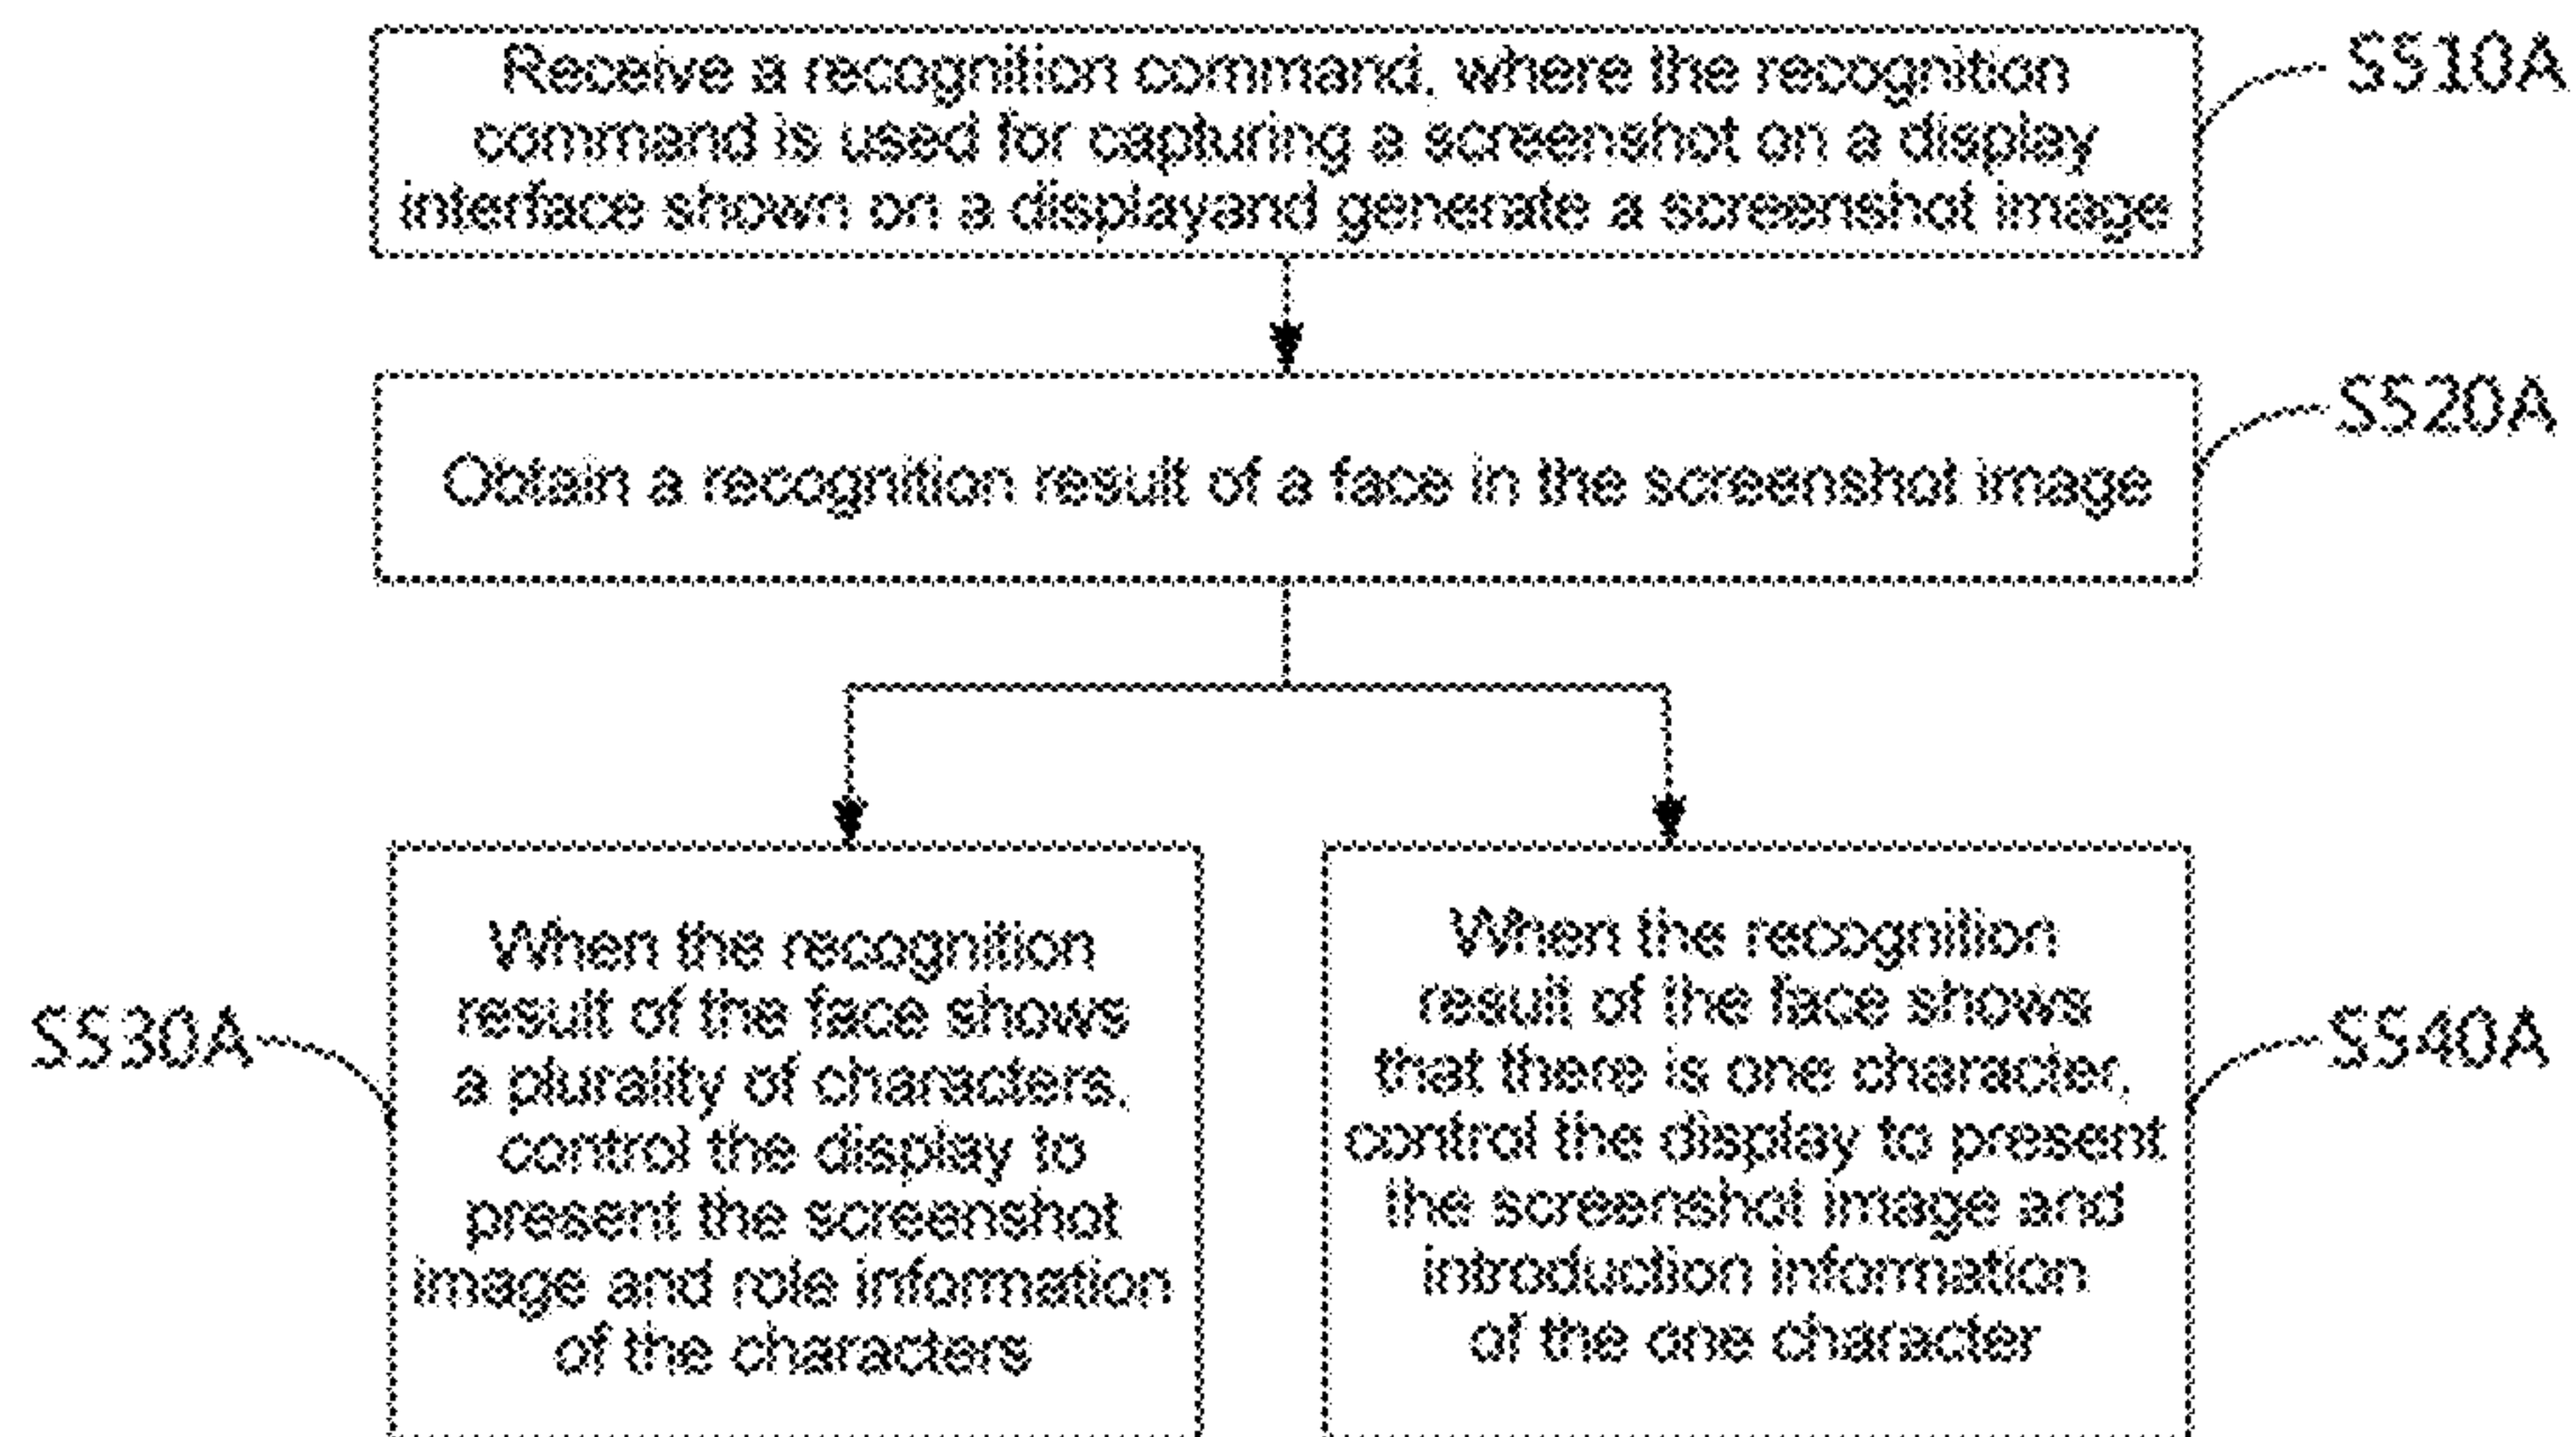 Receive a recognition command, where the recognition
command is used for capturing a screenshot on a display
interface shown on a displayand generate a screenshot image
S510A
Obtain a recognition result of a face in the screenshot image
S520A
When the recognition
result of the face shows
a plurality of characters,
control the display to
present the screenshot
image and role information
of the characters
S530A
When the recognition
result of the face shows
that there is one character,
control the display to present
the screenshot image and
introduction information
of the one character
S540A